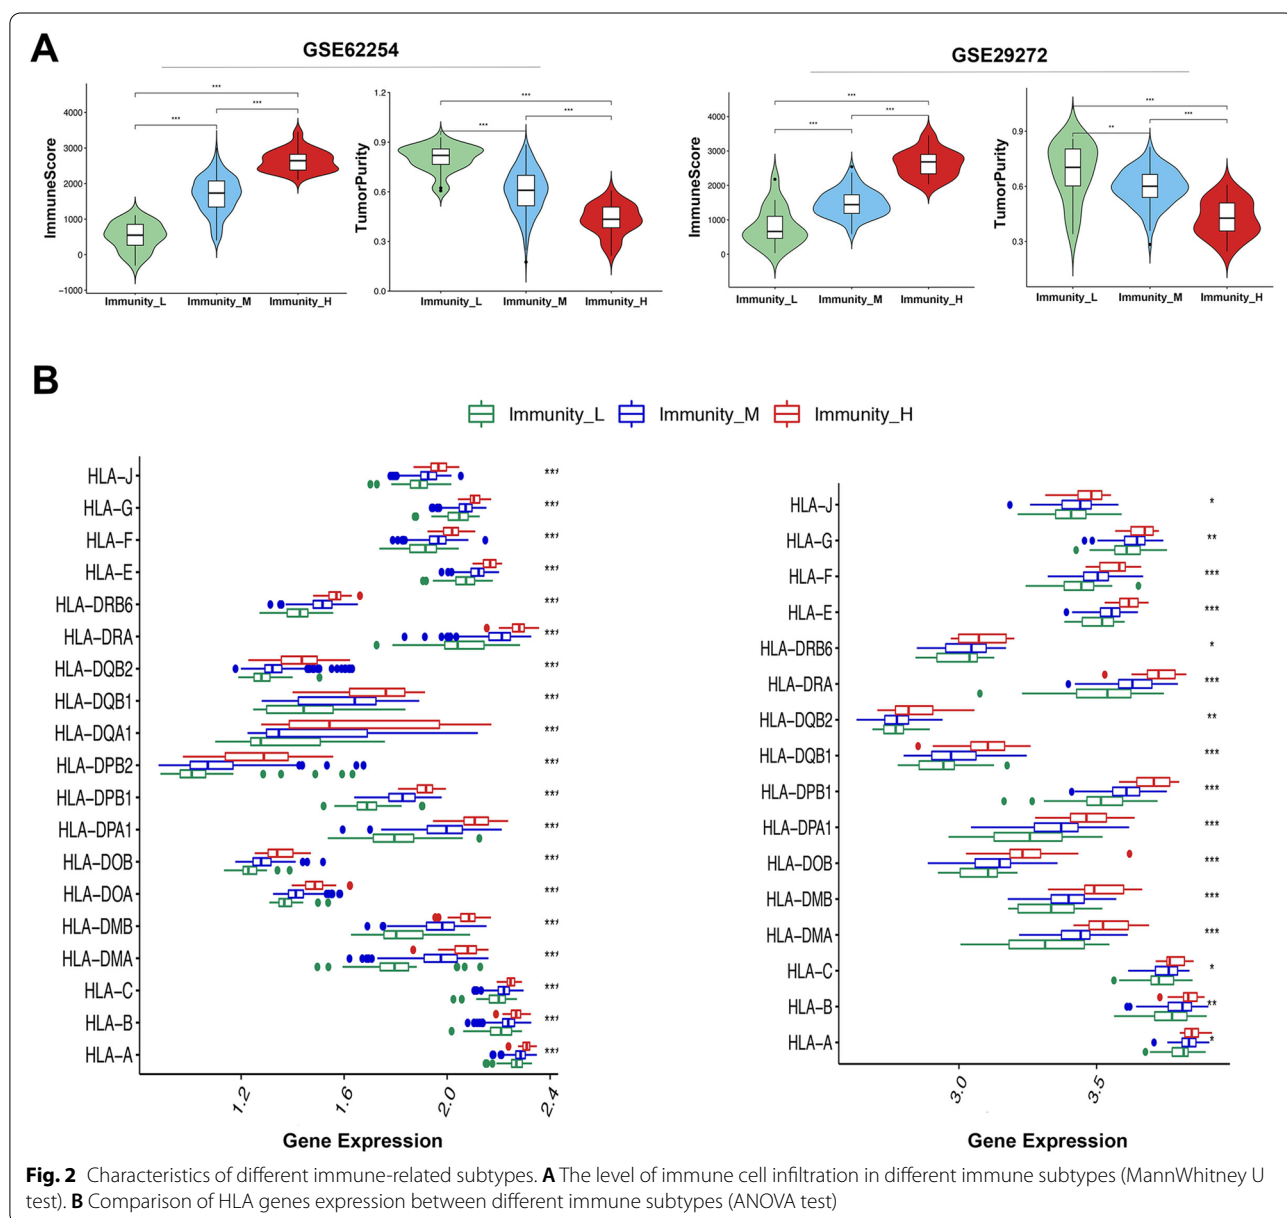 A
GSE62254
GSE29272
ImmuneScore
4000
3000
2000
1000
0
−1000
***
***
***
Immunity_L Immunity_M Immunity_H
TumorPurity
1.2
0.9
0.6
0.3
0.0
***
***
***
Immunity_L Immunity_M Immunity_H
ImmuneScore
4000
3000
2000
1000
0
***
***
***
Immunity_L Immunity_M Immunity_H
TumorPurity
0.9
0.6
0.3
***
**
***
Immunity_L Immunity_M Immunity_H
B
Immunity_L Immunity_M Immunity_H
HLA−J ***
HLA−G ***
HLA−F ***
HLA−E ***
HLA−DRB6 ***
HLA−DRA ***
HLA−DQB2 ***
HLA−DQB1 ***
HLA−DQA1 ***
HLA−DPB2 ***
HLA−DPB1 ***
HLA−DPA1 ***
HLA−DOB ***
HLA−DOA ***
HLA−DMB ***
HLA−DMA ***
HLA−C ***
HLA−B ***
HLA−A ***
1.2 1.6 2.0 2.4
Gene Expression
HLA−J *
HLA−G **
HLA−F ***
HLA−E ***
HLA−DRB6 *
HLA−DRA ***
HLA−DQB2 **
HLA−DQB1 ***
HLA−DPB1 ***
HLA−DPA1 ***
HLA−DOB ***
HLA−DMB ***
HLA−DMA ***
HLA−C *
HLA−B **
HLA−A *
3.0 3.5
Gene Expression
Fig. 2 Characteristics of different immune-related subtypes. A The level of immune cell infiltration in different immune subtypes (MannWhitney U
test). B Comparison of HLA genes expression between different immune subtypes (ANOVA test)